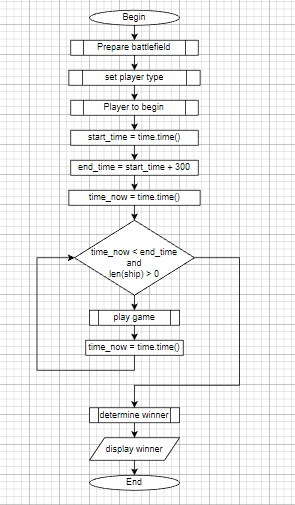 Begin
Prepare battlefield
set player type
Player to begin
start_time = time.time()
end_time = start_time + 300
time_now = time.time()
time_now < end_time
and
len(ship) > 0
play game
time_now = time.time()
determine winner
display winner
End